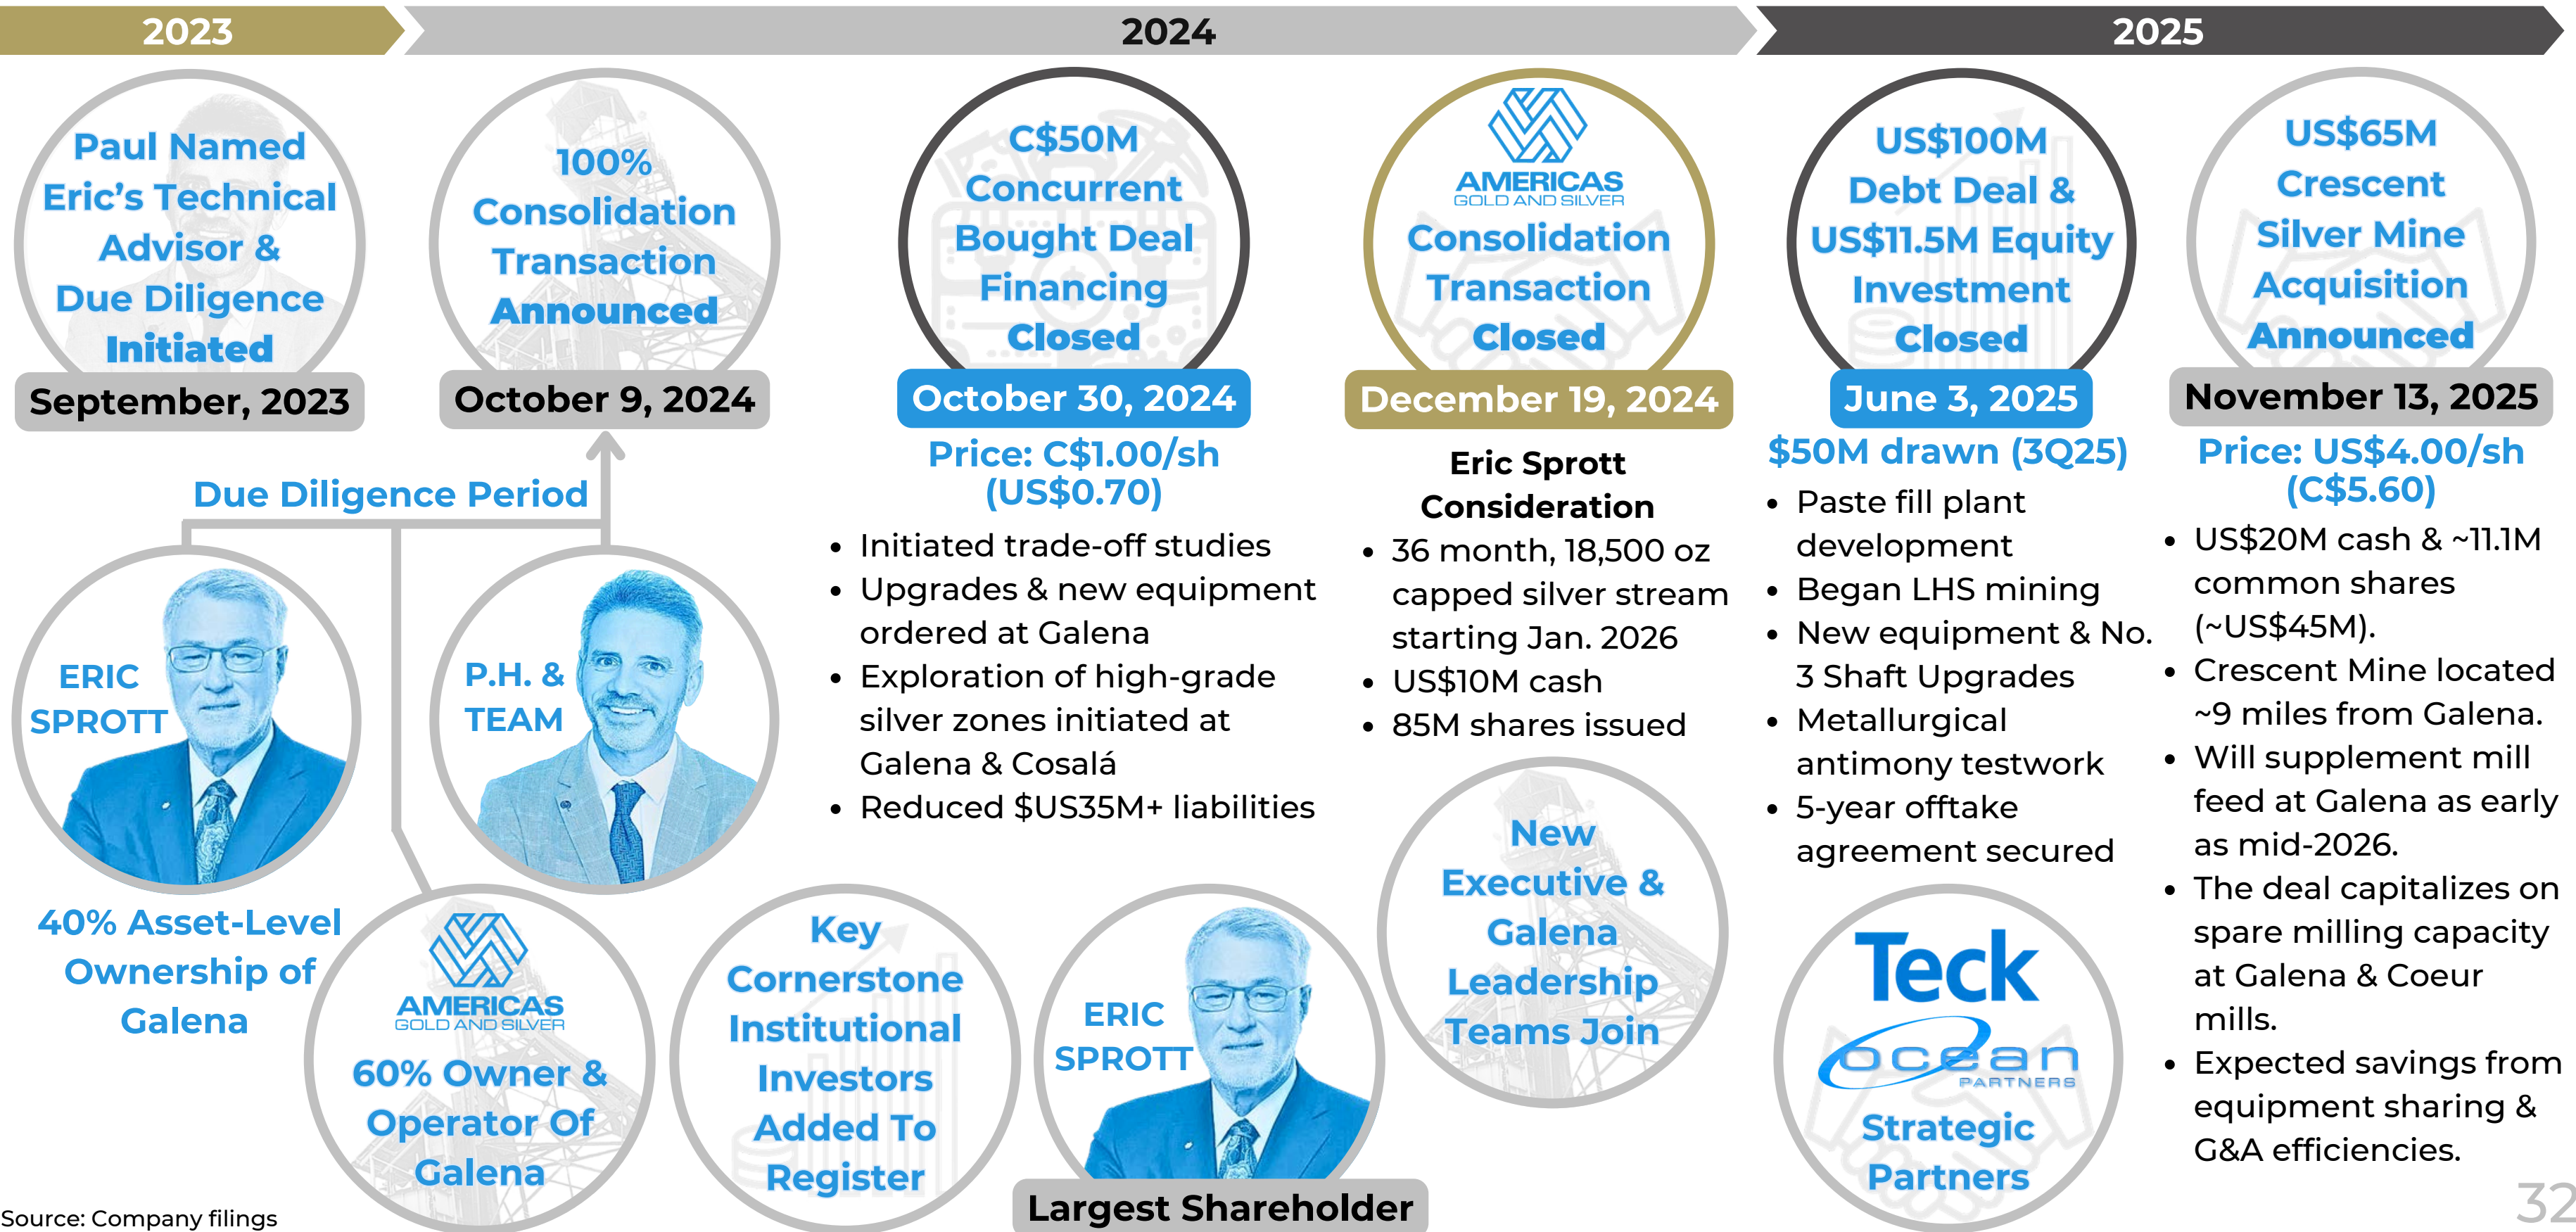 2023
2024
2025
Paul Named
Eric’s Technical
Advisor &
Due Diligence
Initiated
September, 2023
100%
Consolidation
Transaction
Announced
October 9, 2024
C$50M
Concurrent
Bought Deal
Financing
Closed
October 30, 2024
Price: C$1.00/sh
(US$0.70)
• Initiated trade-off studies
• Upgrades & new equipment
ordered at Galena
• Exploration of high-grade
silver zones initiated at
Galena & Cosalá
• Reduced $US35M+ liabilities
AMERICAS
GOLD AND SILVER
Consolidation
Transaction
Closed
December 19, 2024
Eric Sprott
Consideration
• 36 month, 18,500 oz
capped silver stream
starting Jan. 2026
• US$10M cash
• 85M shares issued
US$100M
Debt Deal &
US$11.5M Equity
Investment
Closed
June 3, 2025
$50M drawn (3Q25)
• Paste fill plant
development
• Began LHS mining
• New equipment & No.
3 Shaft Upgrades
• Metallurgical
antimony testwork
• 5-year offtake
agreement secured
US$65M
Crescent
Silver Mine
Acquisition
Announced
November 13, 2025
Price: US$4.00/sh
(C$5.60)
• US$20M cash & ~11.1M
common shares
(~US$45M).
• Crescent Mine located
~9 miles from Galena.
• Will supplement mill
feed at Galena as early
as mid-2026.
• The deal capitalizes on
spare milling capacity
at Galena & Coeur
mills.
• Expected savings from
equipment sharing &
G&A efficiencies.
Due Diligence Period
ERIC
SPROTT
40% Asset-Level
Ownership of
Galena
P.H. &
TEAM
AMERICAS
GOLD AND SILVER
60% Owner &
Operator Of
Galena
Key
Cornerstone
Institutional
Investors
Added To
Register
ERIC
SPROTT
Largest Shareholder
New
Executive &
Galena
Leadership
Teams Join
Teck
ocean
PARTNERS
Strategic
Partners
Source: Company filings
32